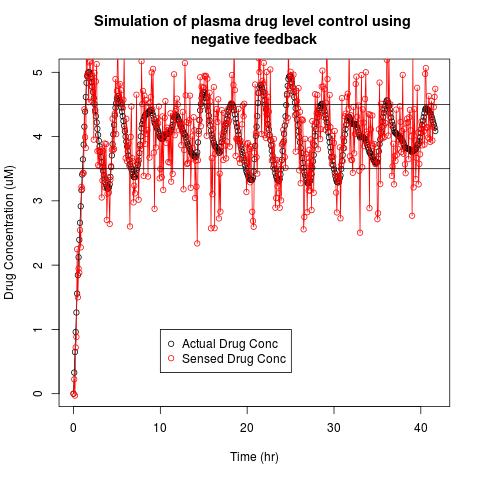 Simulation of plasma drug level control using
negative feedback
Drug Concentration (uM)
5
4
3
2
1
0
Actual Drug Conc
Sensed Drug Conc
0 10 20 30 40
Time (hr)